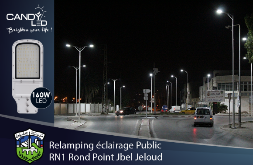 CANDY
LED
"Brighten your life !"
160W
LED
Relamping éclairage Public
RN1 Rond Point Jbel Jeloud